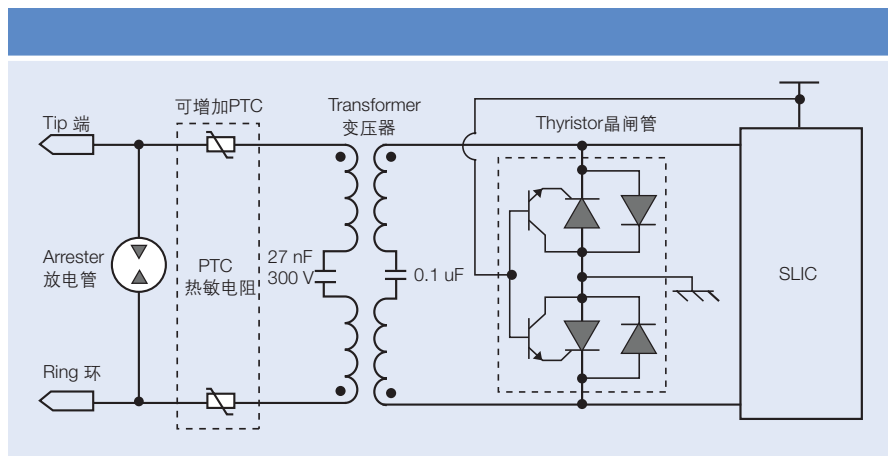 可增加PTC
Transformer
变压器
Tip 端
Thyristor晶闸管
Arrester
放电管
PTC
热敏电阻
27 nF
300 V
0.1 uF
SLIC
Ring 环